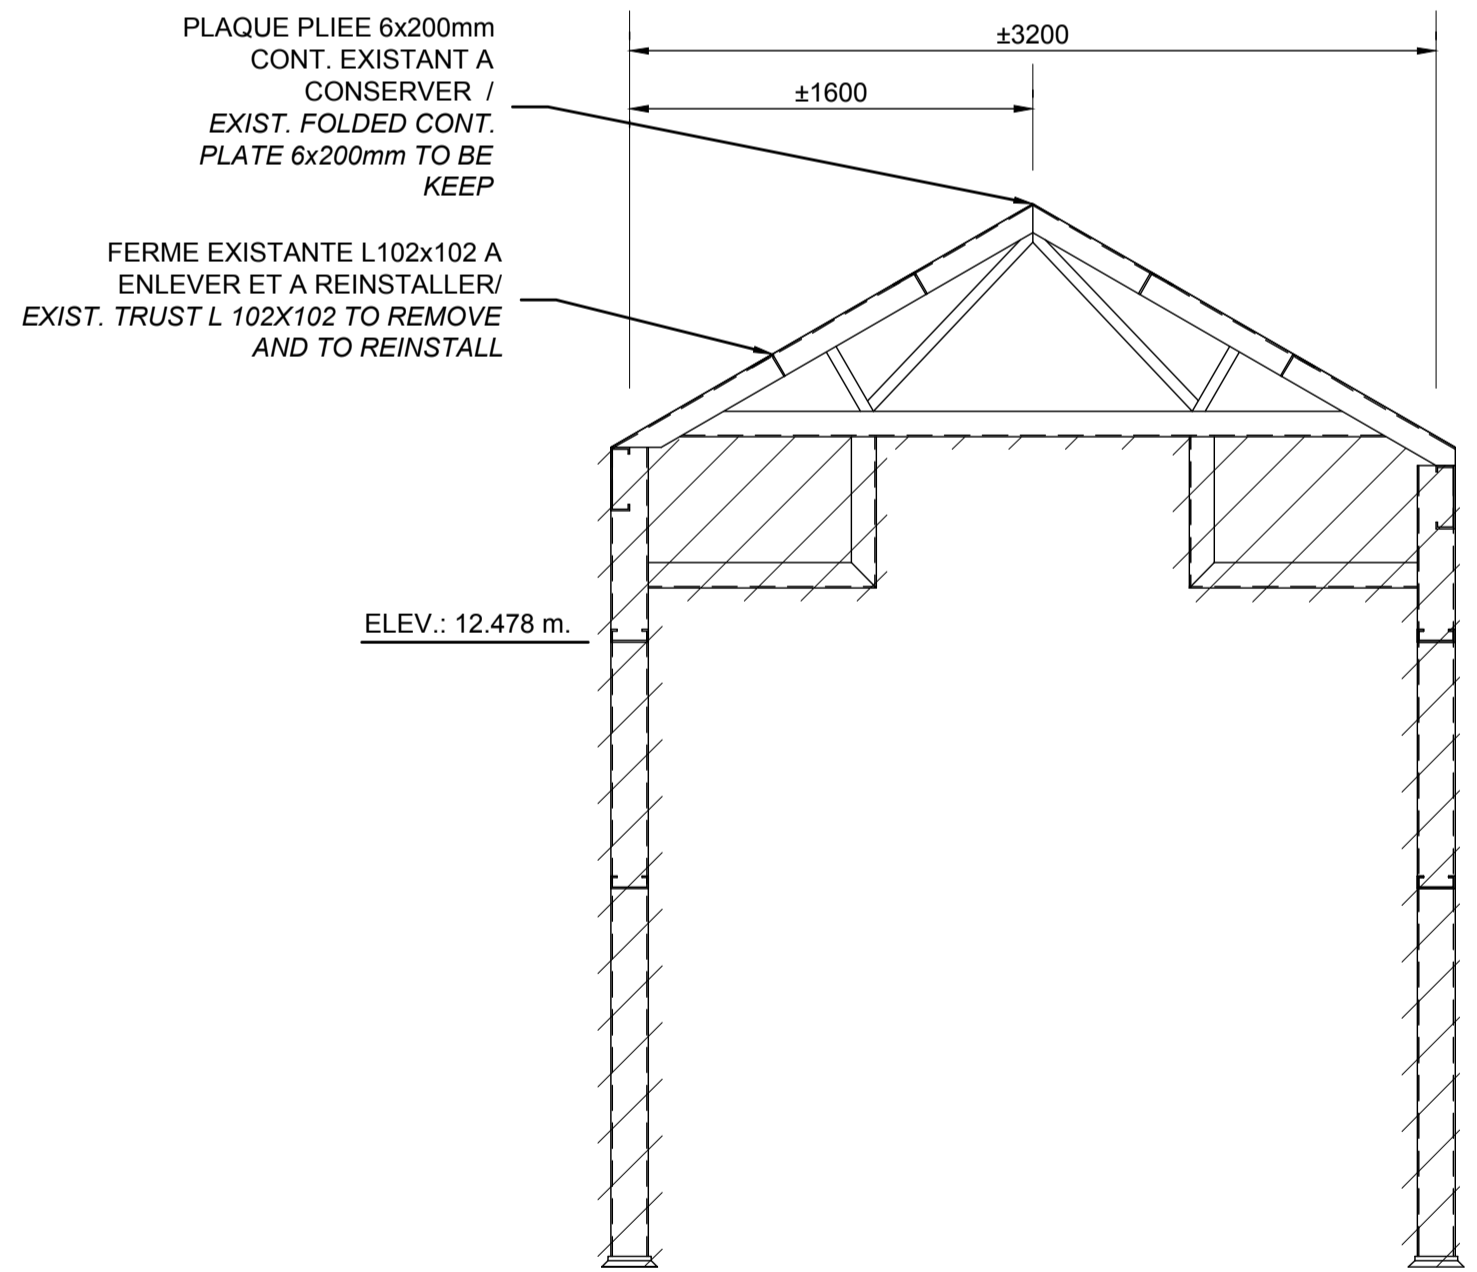 PLAQUE PLIEE 6x200mm
CONT. EXISTANT A
CONSERVER /
EXIST. FOLDED CONT.
PLATE 6x200mm TO BE
KEEP
±3200
±1600
FERME EXISTANTE L102x102 A
ENLEVER ET A REINSTALLER/
EXIST. TRUST L 102X102 TO REMOVE
AND TO REINSTALL
ELEV.: 12.478 m.